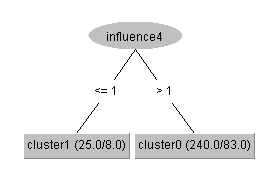 influence4
<= 1 > 1
cluster1 (25.0/8.0) cluster0 (240.0/83.0)